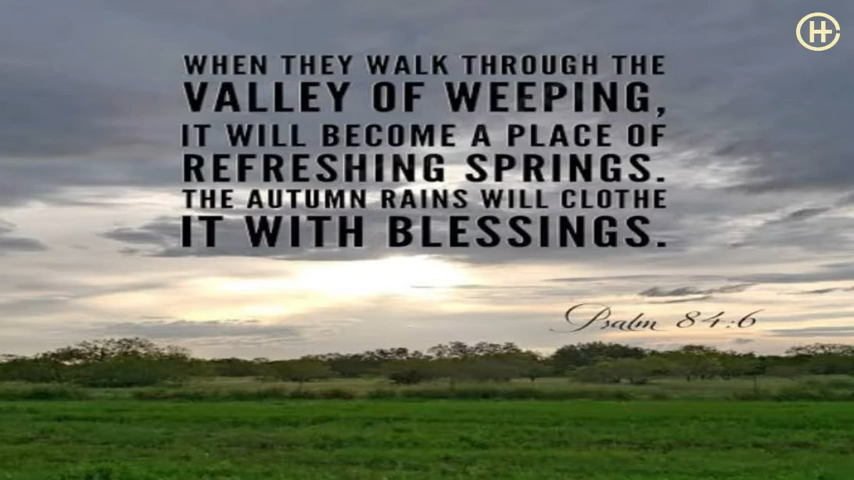 WHEN THEY WALK THROUGH THE
VALLEY OF WEEPING,
IT WILL BECOME A PLACE OF
REFRESHING SPRINGS.
THE AUTUMN RAINS WILL CLOTHE
IT WITH BLESSINGS.
Psalm 84:6